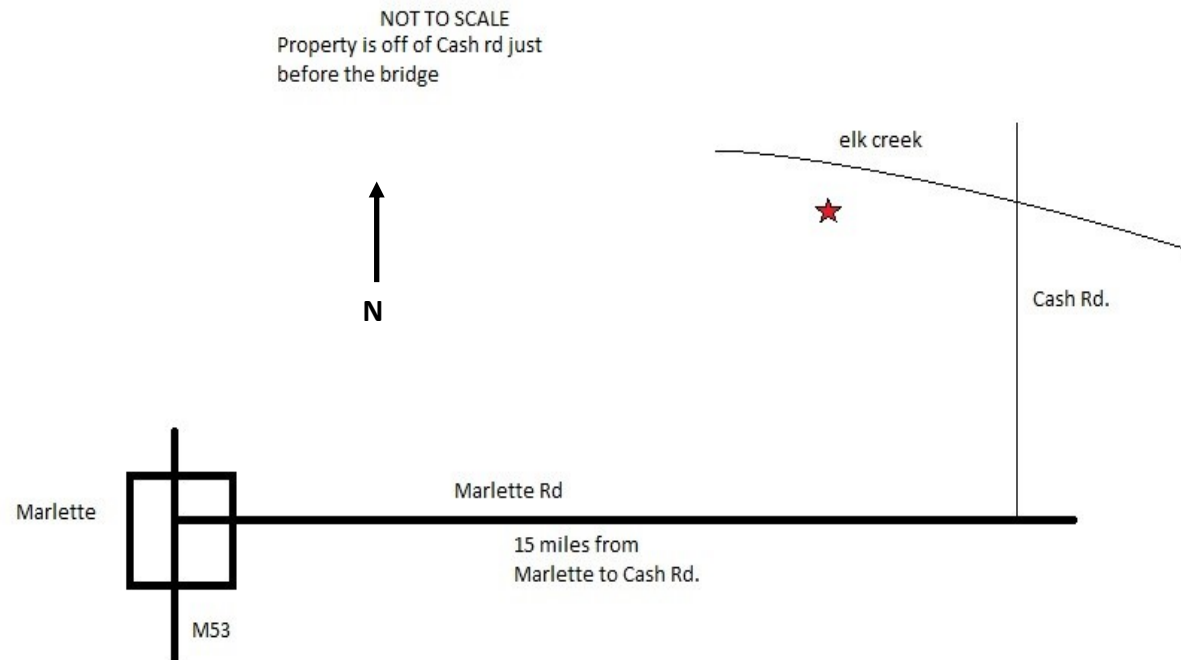 NOT TO SCALE
Property is off of Cash rd just
before the bridge
elk creek
N
Cash Rd.
Marlette Rd
Marlette
15 miles from
Marlette to Cash Rd.
M53